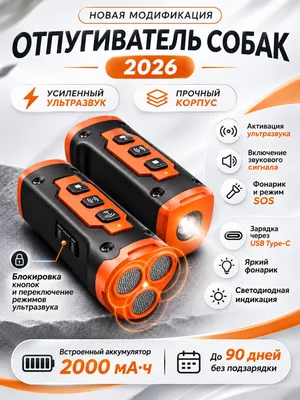 НОВАЯ МОДИФИКАЦИЯ
ОТПУГИВАТЕЛЬ СОБАК
2026
УСИЛЕННЫЙ
УЛЬТРАЗВУК
ПРОЧНЫЙ
КОРПУС
Активация
ультразвука
Включение
звукового
сигнала
Фонарик
и режим
SOS
Зарядка
через
USB Type-C
Яркий
фонарик
Светодиодная
индикация
Блокировка
кнопок
и переключение
режимов
ультразвука
Встроенный аккумулятор
2000 мА·ч
До 90 дней
без подзарядки